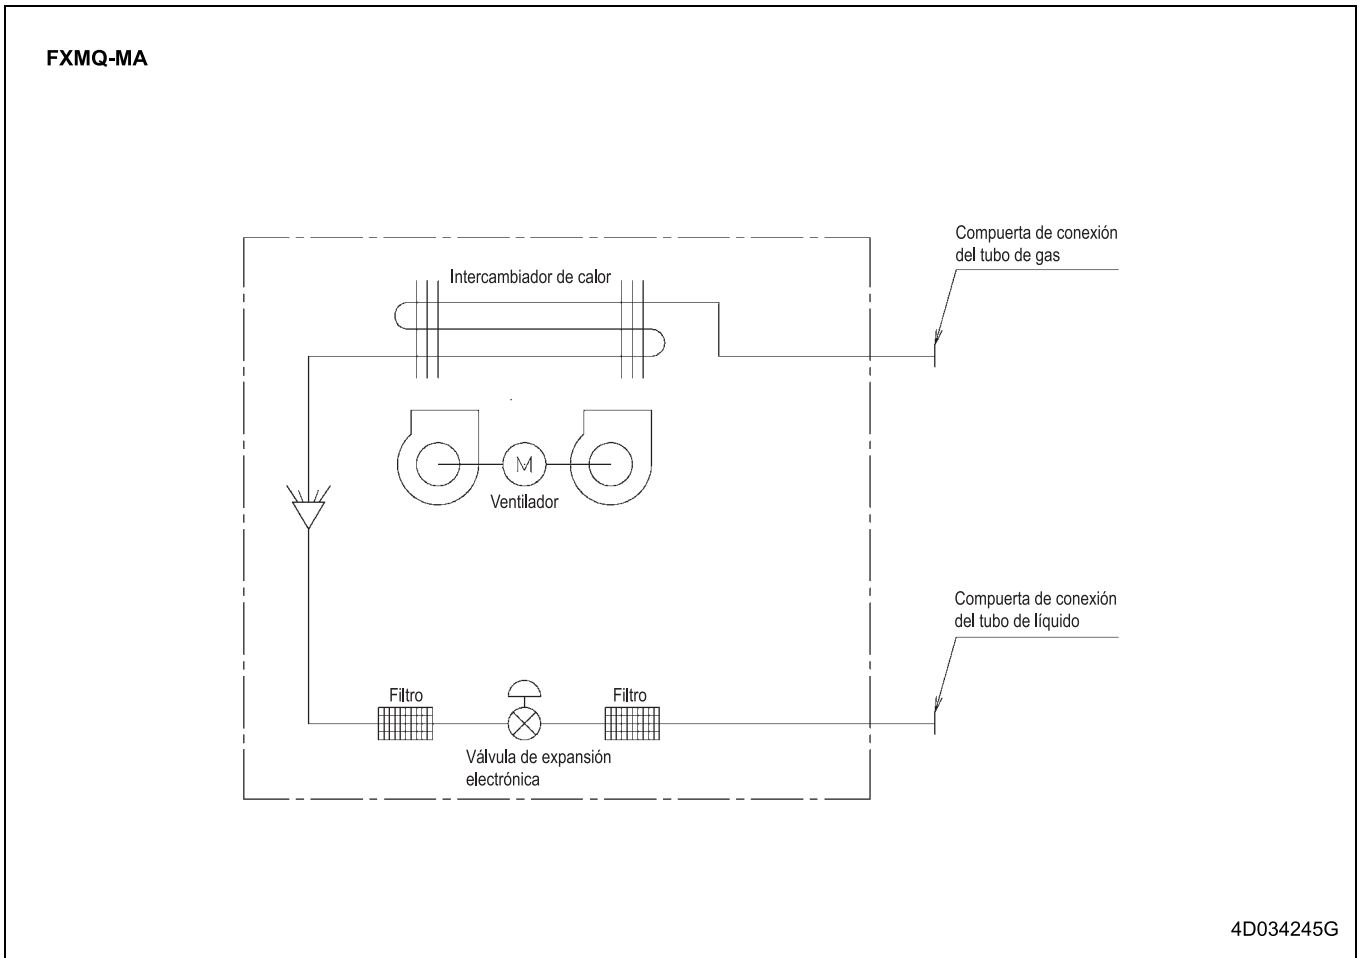 FXMQ-MA
Compuerta de conexión
del tubo de gas
Intercambiador de calor
M
Ventilador
Compuerta de conexión
del tubo de líquido
Filtro
Filtro
Válvula de expansión
electrónica
4D034245G